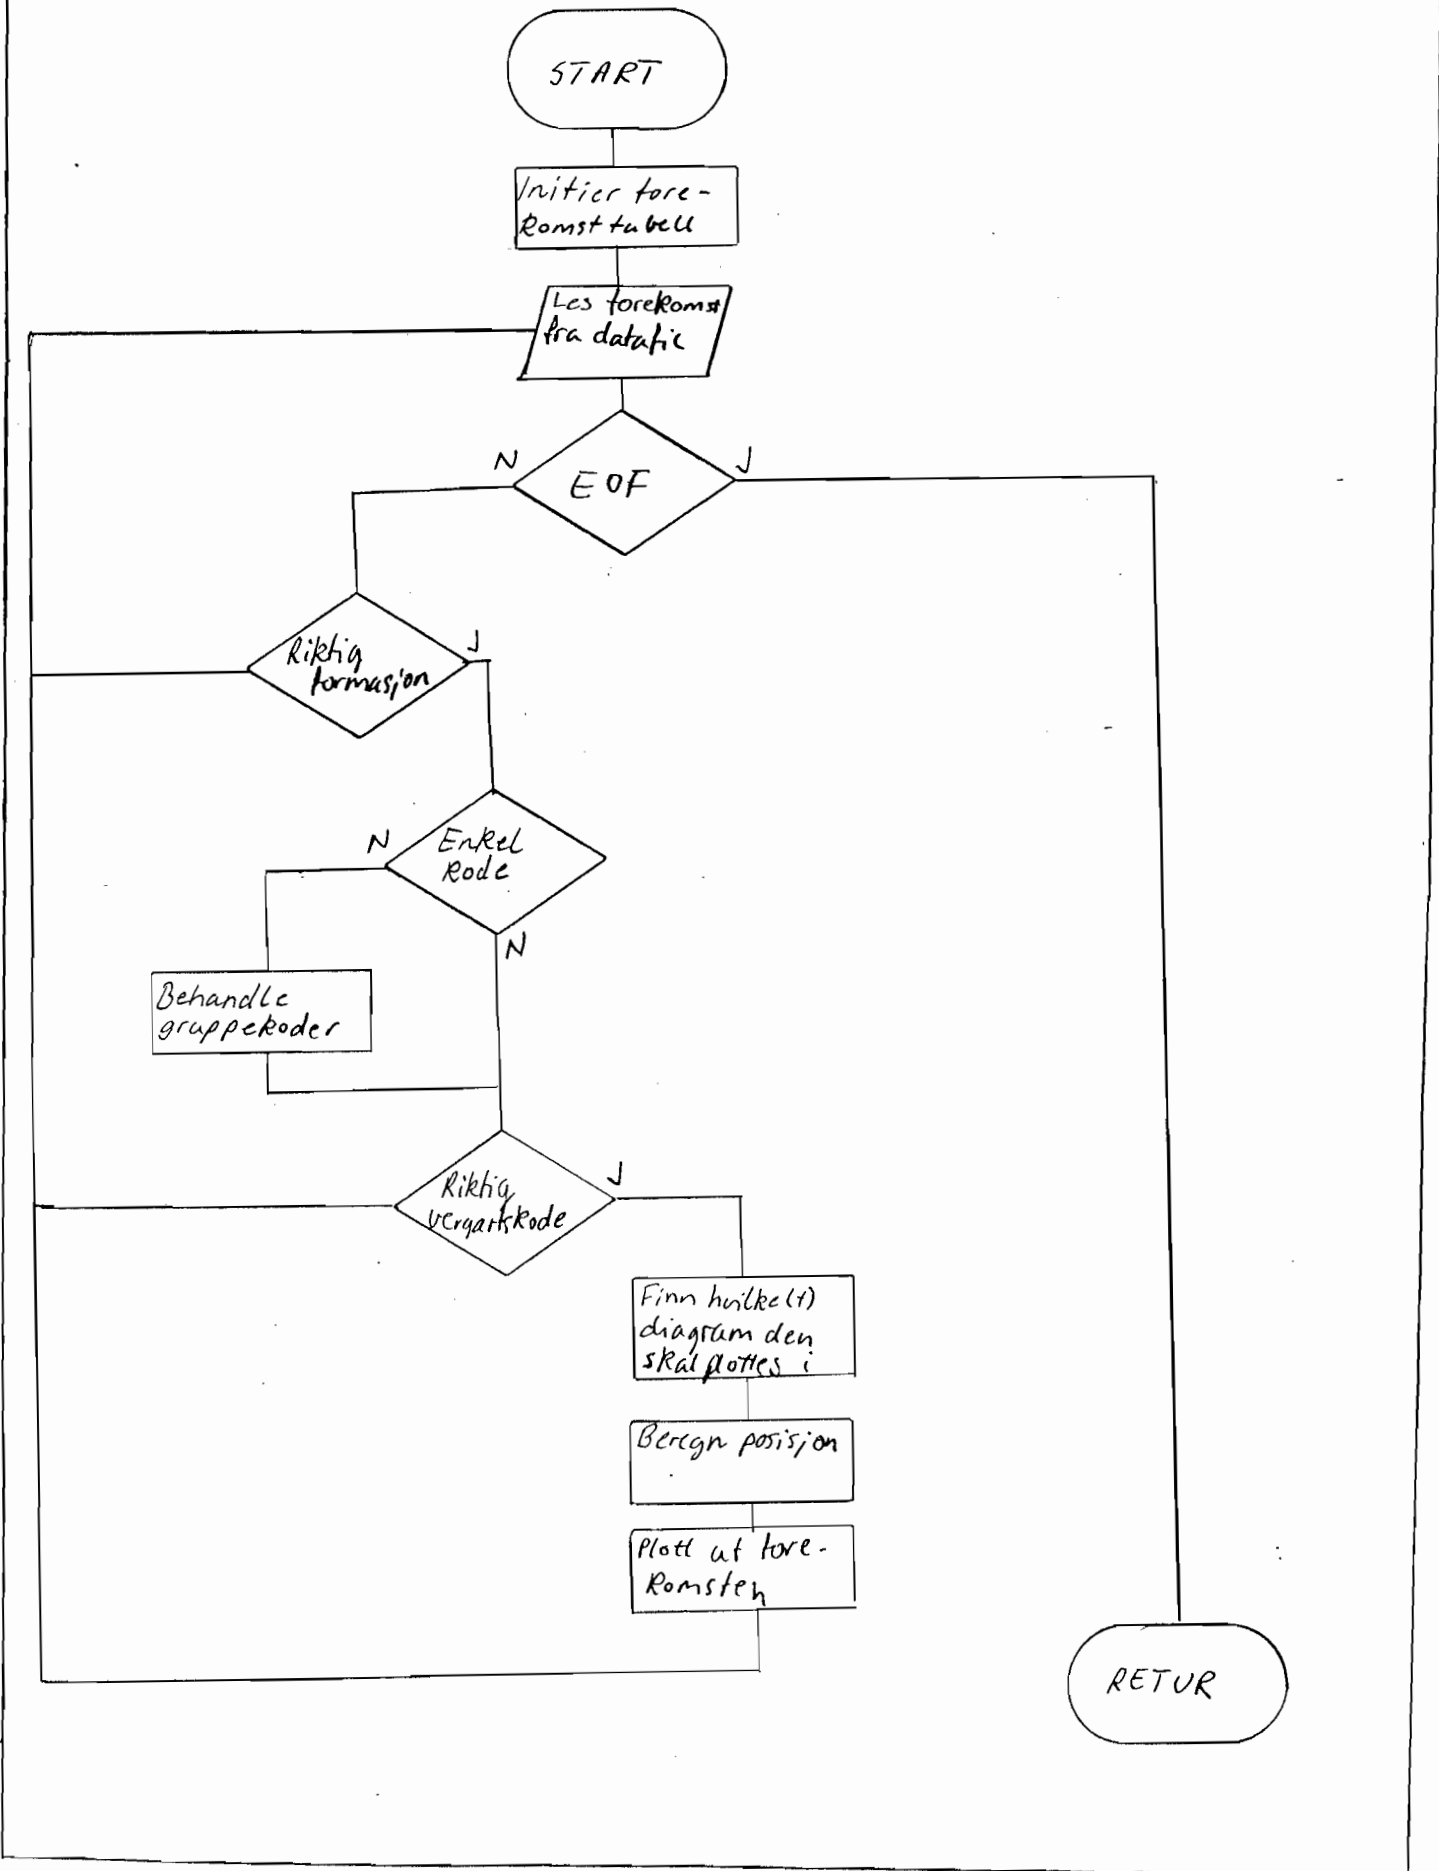 START
Initier fore-
komsttabell
Les forekomst
fra datafil
N
EOF
J
Riktig
formasjon
J
N
Enkel
kode
N
Behandle
gruppekoder
Riktig
vergartskode
J
Finn hvilke(t)
diagram den
skal plottes i
Beregn posisjon
Plott ut fore-
komsten
RETUR